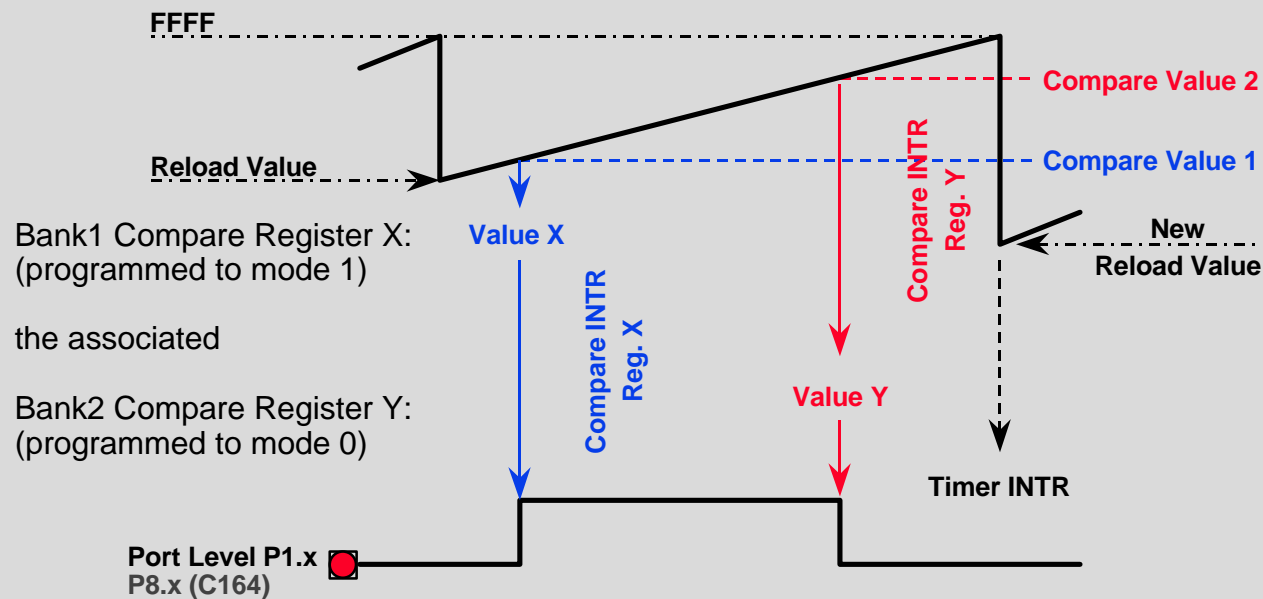 FFFF
Compare Value 2
Compare Value 1
Reload Value
Compare INTR
Reg. Y
New
Reload Value
Bank1 Compare Register X:
(programmed to mode 1)
Value X
Compare INTR
Reg. X
the associated
Bank2 Compare Register Y:
(programmed to mode 0)
Value Y
Timer INTR
Port Level P1.x
P8.x (C164)